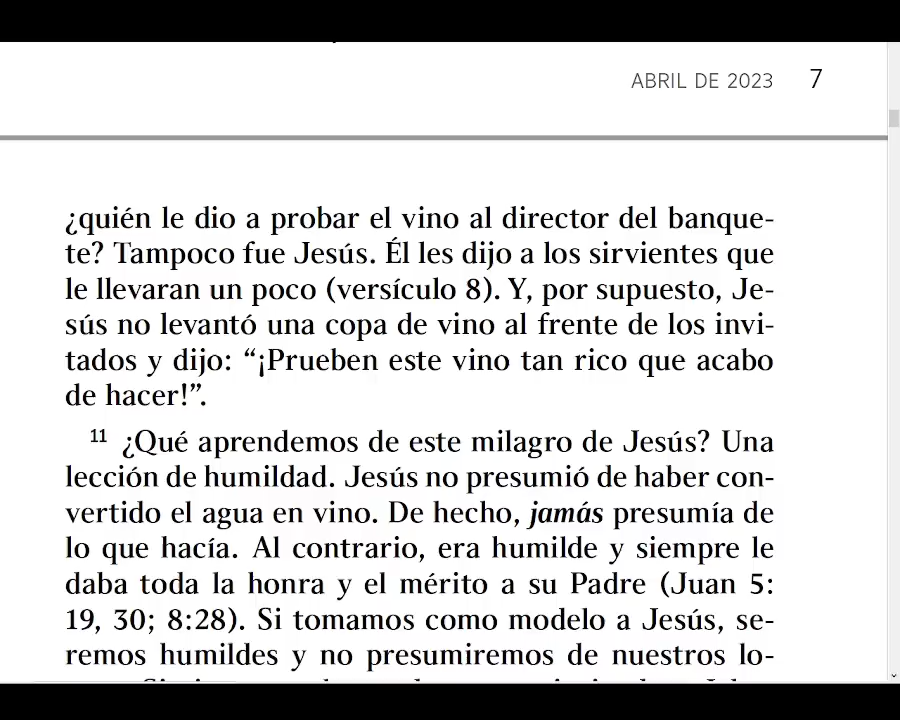 ABRIL DE 2023 7
¿quién le dio a probar el vino al director del banque-
te? Tampoco fue Jesús. Él les dijo a los sirvientes que
le llevaran un poco (versículo 8). Y, por supuesto, Je-
sús no levantó una copa de vino al frente de los invi-
tados y dijo: “¡Prueben este vino tan rico que acabo
de hacer!”.
11 ¿Qué aprendemos de este milagro de Jesús? Una
lección de humildad. Jesús no presumió de haber con-
vertido el agua en vino. De hecho, jamás presumía de
lo que hacía. Al contrario, era humilde y siempre le
daba toda la honra y el mérito a su Padre (Juan 5:
19, 30; 8:28). Si tomamos como modelo a Jesús, se-
remos humildes y no presumiremos de nuestros lo-